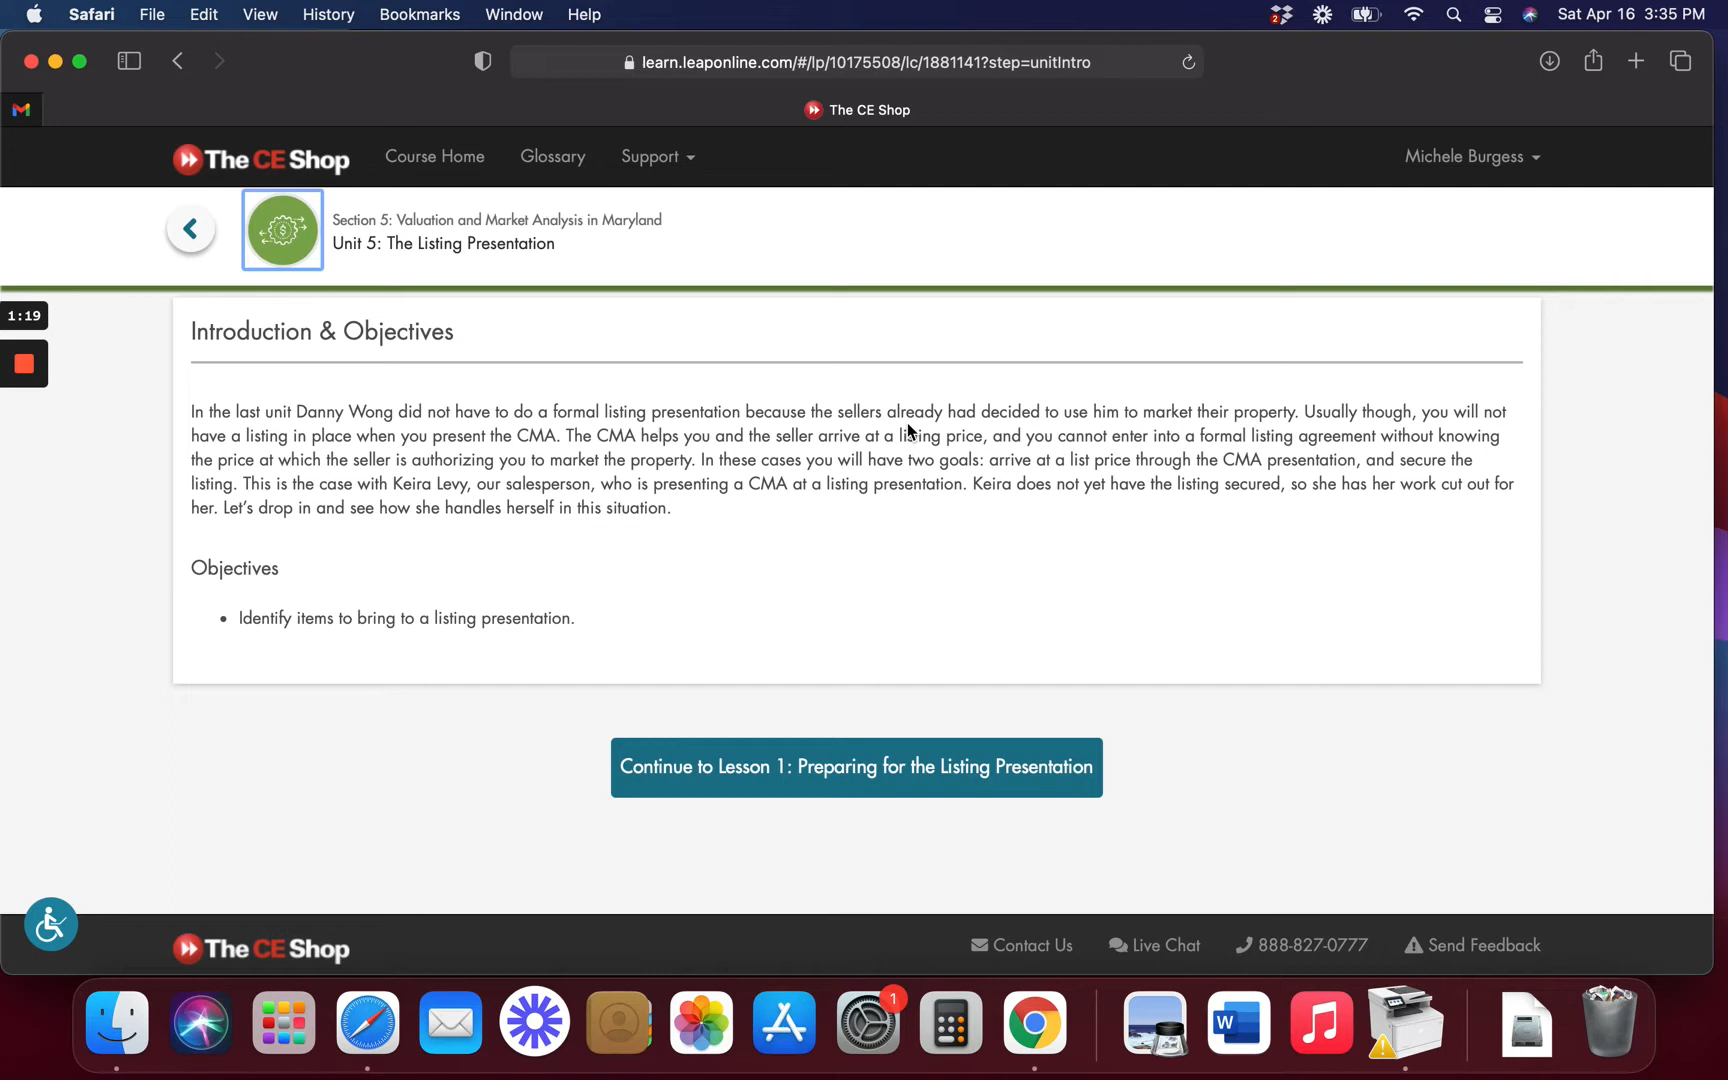 Safari File Edit View History Bookmarks Window Help
2
Sat Apr 16 3:35 PM
learn.leaponline.com/#/lp/10175508/lc/1881141?step=unitIntro
The CE Shop
The CE Shop
Course Home
Glossary
Support
Michele Burgess
Section 5: Valuation and Market Analysis in Maryland
Unit 5: The Listing Presentation
1:19
Introduction & Objectives
In the last unit Danny Wong did not have to do a formal listing presentation because the sellers already had decided to use him to market their property. Usually though, you will not
have a listing in place when you present the CMA. The CMA helps you and the seller arrive at a listing price, and you cannot enter into a formal listing agreement without knowing
the price at which the seller is authorizing you to market the property. In these cases you will have two goals: arrive at a list price through the CMA presentation, and secure the
listing. This is the case with Keira Levy, our salesperson, who is presenting a CMA at a listing presentation. Keira does not yet have the listing secured, so she has her work cut out for
her. Let's drop in and see how she handles herself in this situation.
Objectives
• Identify items to bring to a listing presentation.
Continue to Lesson 1: Preparing for the Listing Presentation
The CE Shop
Contact Us
Live Chat
888-827-0777
Send Feedback
1
W